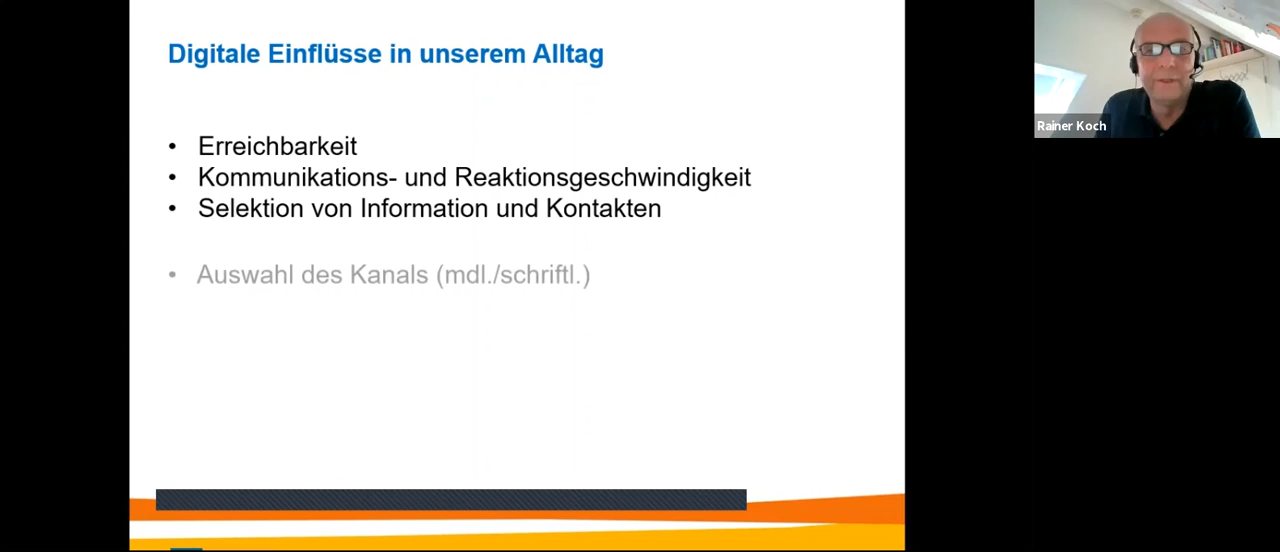 Digitale Einflüsse in unserem Alltag
• Erreichbarkeit
• Kommunikations- und Reaktionsgeschwindigkeit
• Selektion von Information und Kontakten
• Auswahl des Kanals (mdl./schriftl.)
Rainer Koch